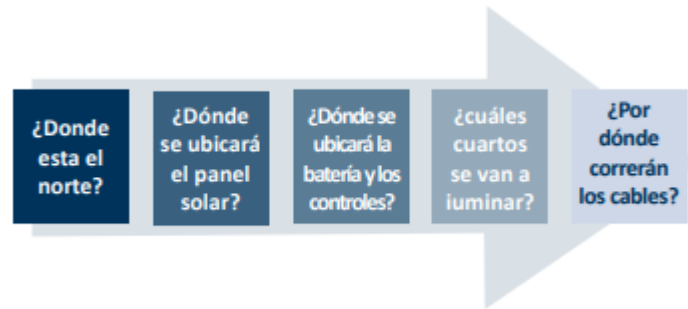 ¿Donde
esta el
norte?
¿Dónde
se ubicará
el panel
solar?
¿Dónde se
ubicará la
batería y los
controles?
¿cuáles
cuartos
se van a
iuminar?
¿Por
dónde
correrán
los cables?